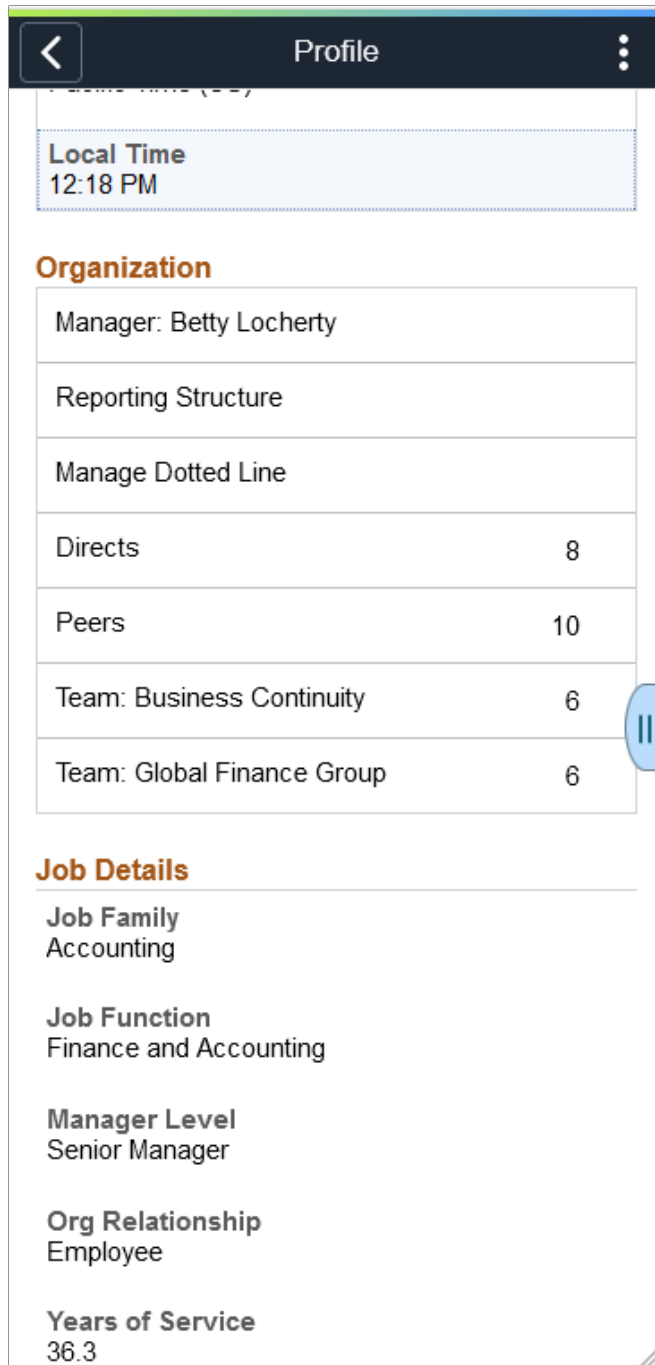 Profile
Local Time
12:18 PM
Organization
Manager: Betty Locherty
Reporting Structure
Manage Dotted Line
Directs 8
Peers 10
Team: Business Continuity 6
Team: Global Finance Group 6
Job Details
Job Family
Accounting
Job Function
Finance and Accounting
Manager Level
Senior Manager
Org Relationship
Employee
Years of Service
36.3